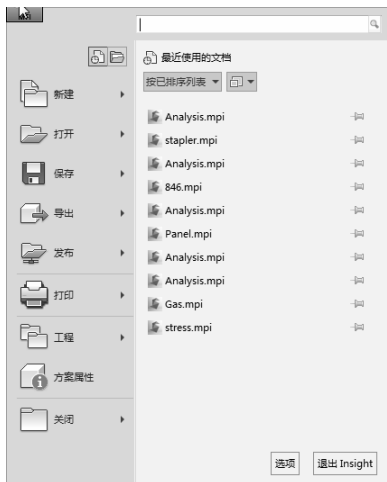 最近使用的文档
按已排序列表
新建
打开
保存
导出
发布
打印
工程
方案属性
关闭
Analysis.mpi
stapler.mpi
Analysis.mpi
846.mpi
Analysis.mpi
Panel.mpi
Analysis.mpi
Analysis.mpi
Gas.mpi
stress.mpi
选项
退出 Insight